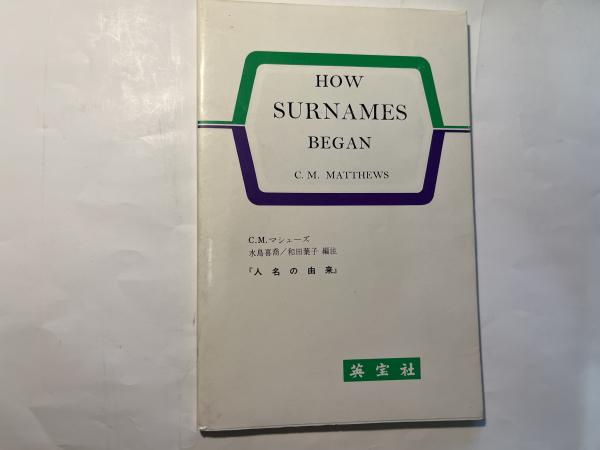 HOW
SURNAMES
BEGAN
C. M. MATTHEWS
C.M.マシューズ
水鳥喜喬／和田葉子 編注
『人名の由来』
英宝社